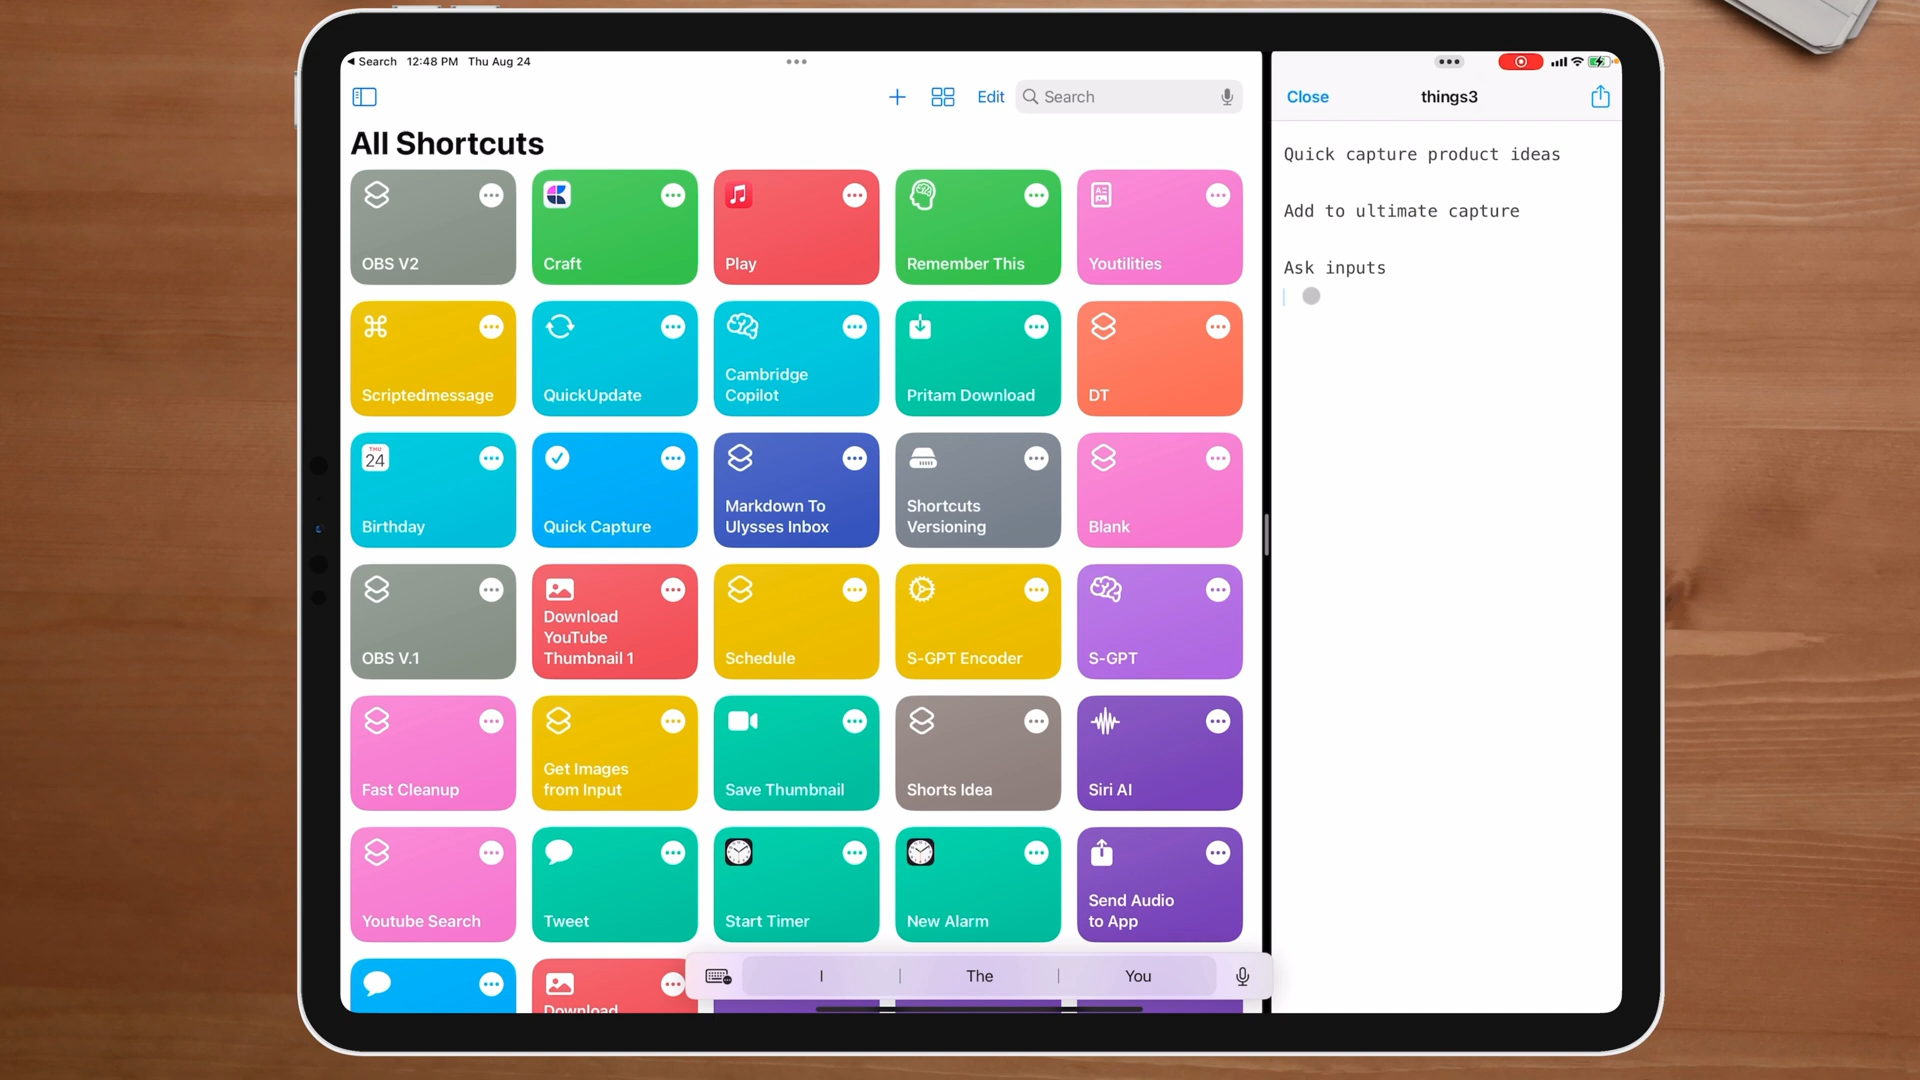 Search 12:48 PM Thu Aug 24
Edit
Search
All Shortcuts
OBS V2
Craft
Play
Remember This
Youtilities
Scriptedmessage
QuickUpdate
Cambridge
Copilot
Pritam Download
DT
THU
24
Birthday
Quick Capture
Markdown To
Ulysses Inbox
Shortcuts
Versioning
Blank
OBS V.1
Download
YouTube
Thumbnail 1
Schedule
S-GPT Encoder
S-GPT
Fast Cleanup
Get Images
from Input
Save Thumbnail
Shorts Idea
Siri AI
Youtube Search
Tweet
Start Timer
New Alarm
Send Audio
to App
Download
I
The
You
Close
things3
Quick capture product ideas
Add to ultimate capture
Ask inputs